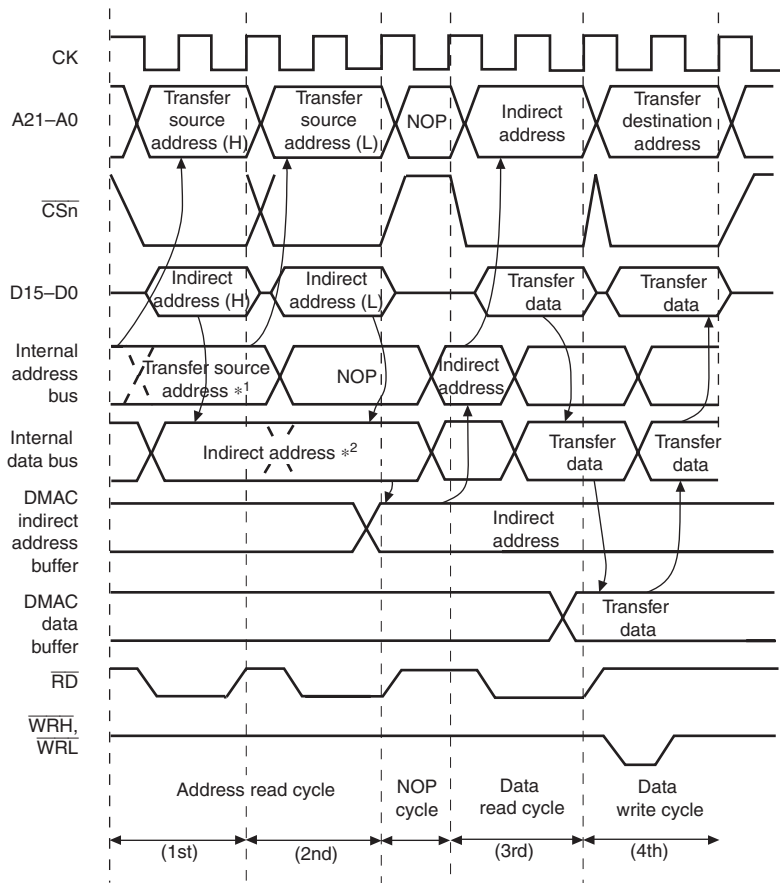 CK
A21–A0
Transfer
source
address (H)
Transfer
source
address (L)
NOP
Indirect
address
Transfer
destination
address
CSn
D15–D0
Indirect
address (H)
Indirect
address (L)
Transfer
data
Transfer
data
Internal
address
bus
Transfer source
address *1
NOP
Indirect
address
Internal
data bus
Indirect address *2
Transfer
data
Transfer
data
DMAC
indirect
address
buffer
Indirect
address
DMAC
data
buffer
Transfer
data
RD
WRH,
WRL
Address read cycle
NOP
cycle
Data
read cycle
Data
write cycle
(1st)
(2nd)
(3rd)
(4th)